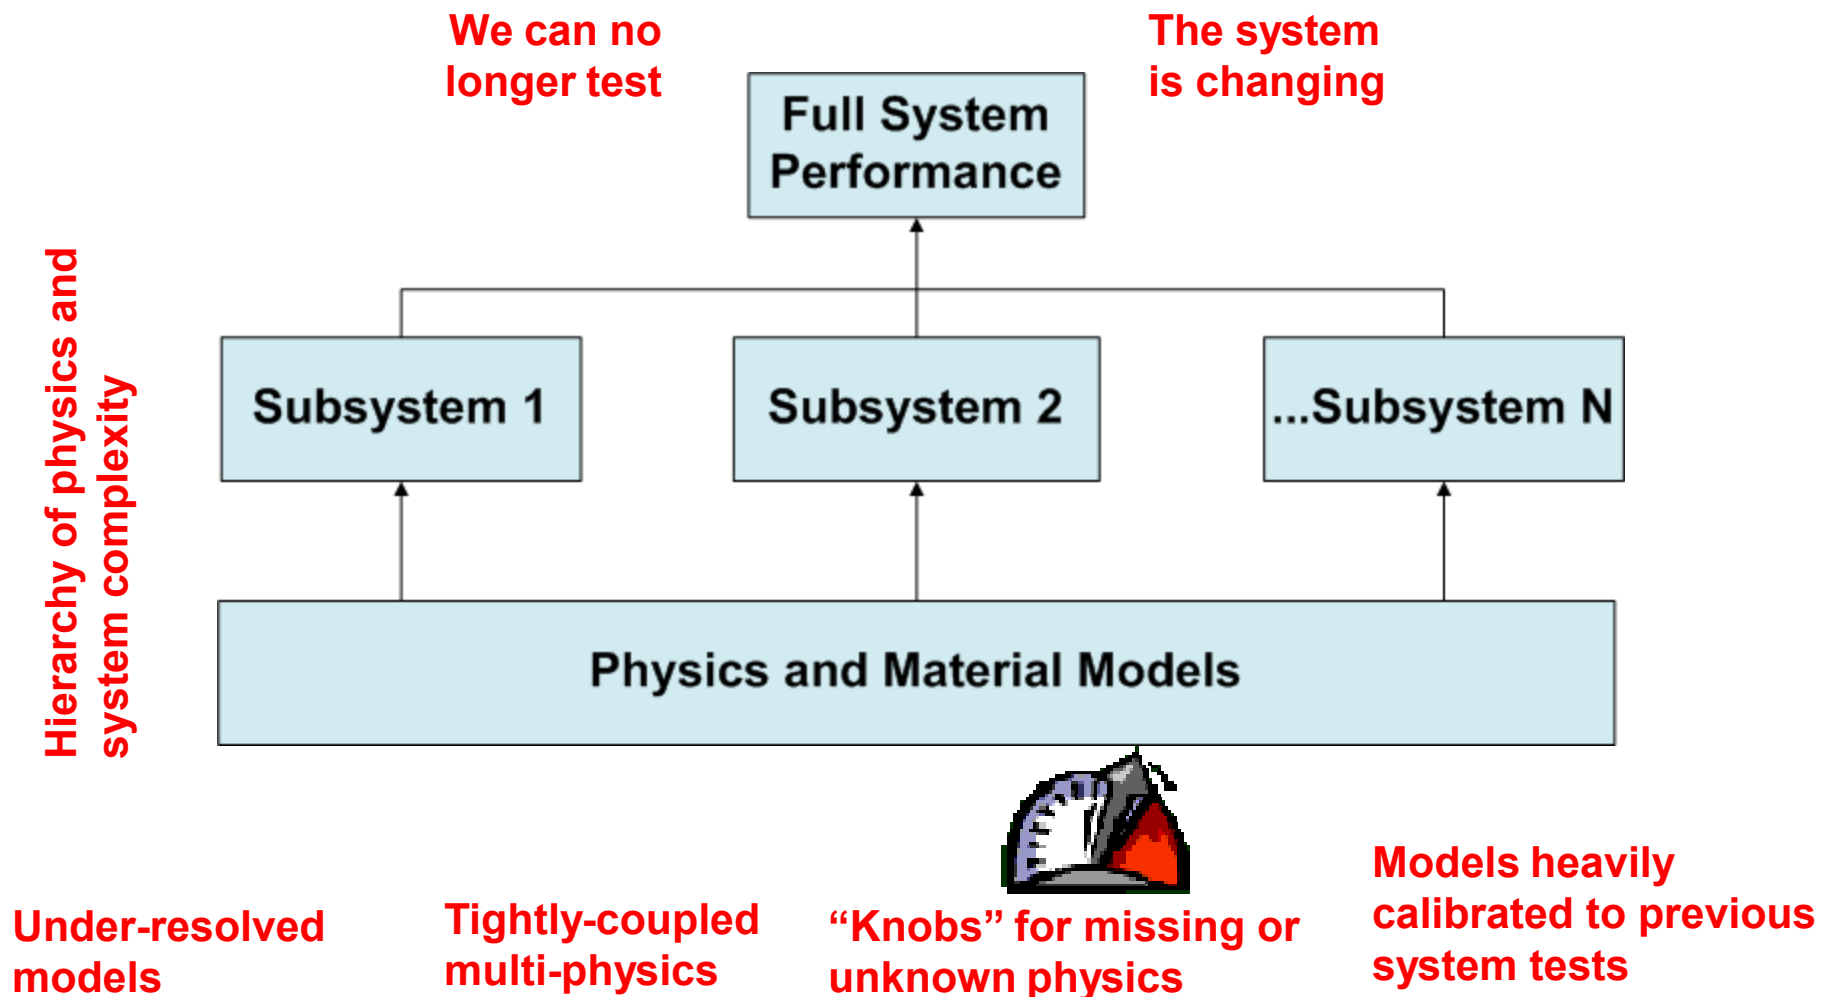 We can no
longer test
The system
is changing
Full System
Performance
Hierarchy of physics and
system complexity
Subsystem 1
Subsystem 2
...Subsystem N
Physics and Material Models
Under-resolved
models
Tightly-coupled
multi-physics
“Knobs” for missing or
unknown physics
Models heavily
calibrated to previous
system tests